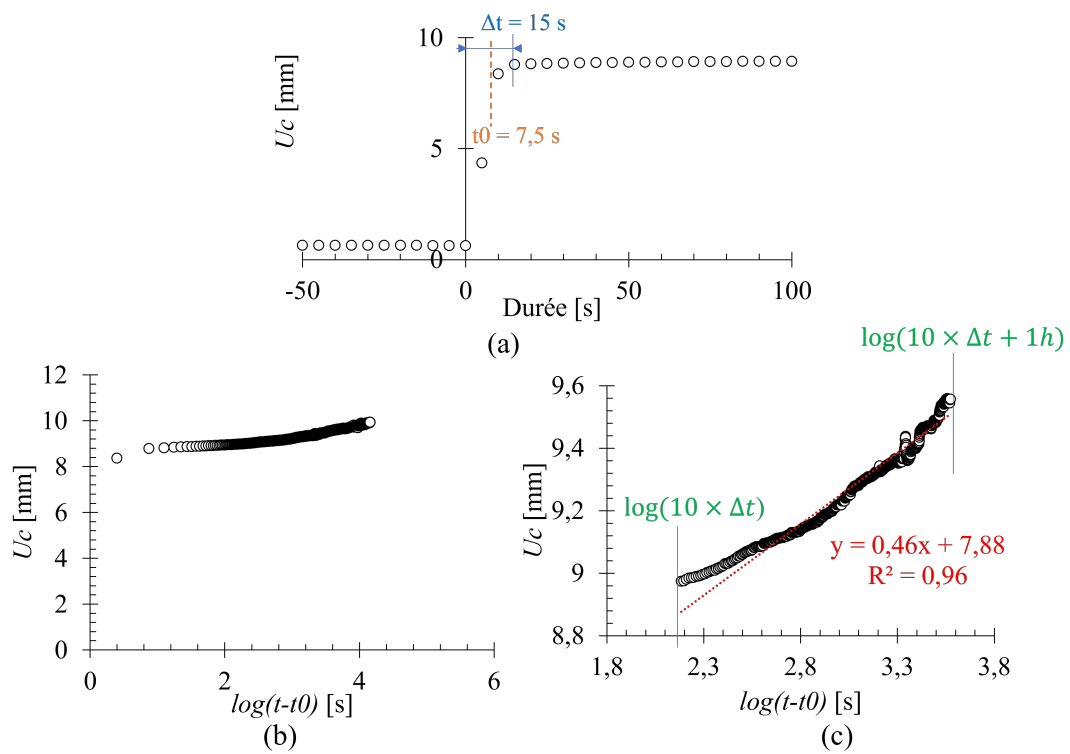 Δt = 15 s
10
Uc [mm]
t0 = 7,5 s
5
0
-50
0
50
100
Durée [s]
(a)
log(10 × Δt + 1h)
12
10
8
6
4
2
0
Uc [mm]
0
2
4
6
log(t-t0) [s]
(b)
9,6
9,4
9,2
9
8,8
Uc [mm]
log(10 × Δt)
y = 0,46x + 7,88
R² = 0,96
1,8
2,3
2,8
3,3
3,8
log(t-t0) [s]
(c)